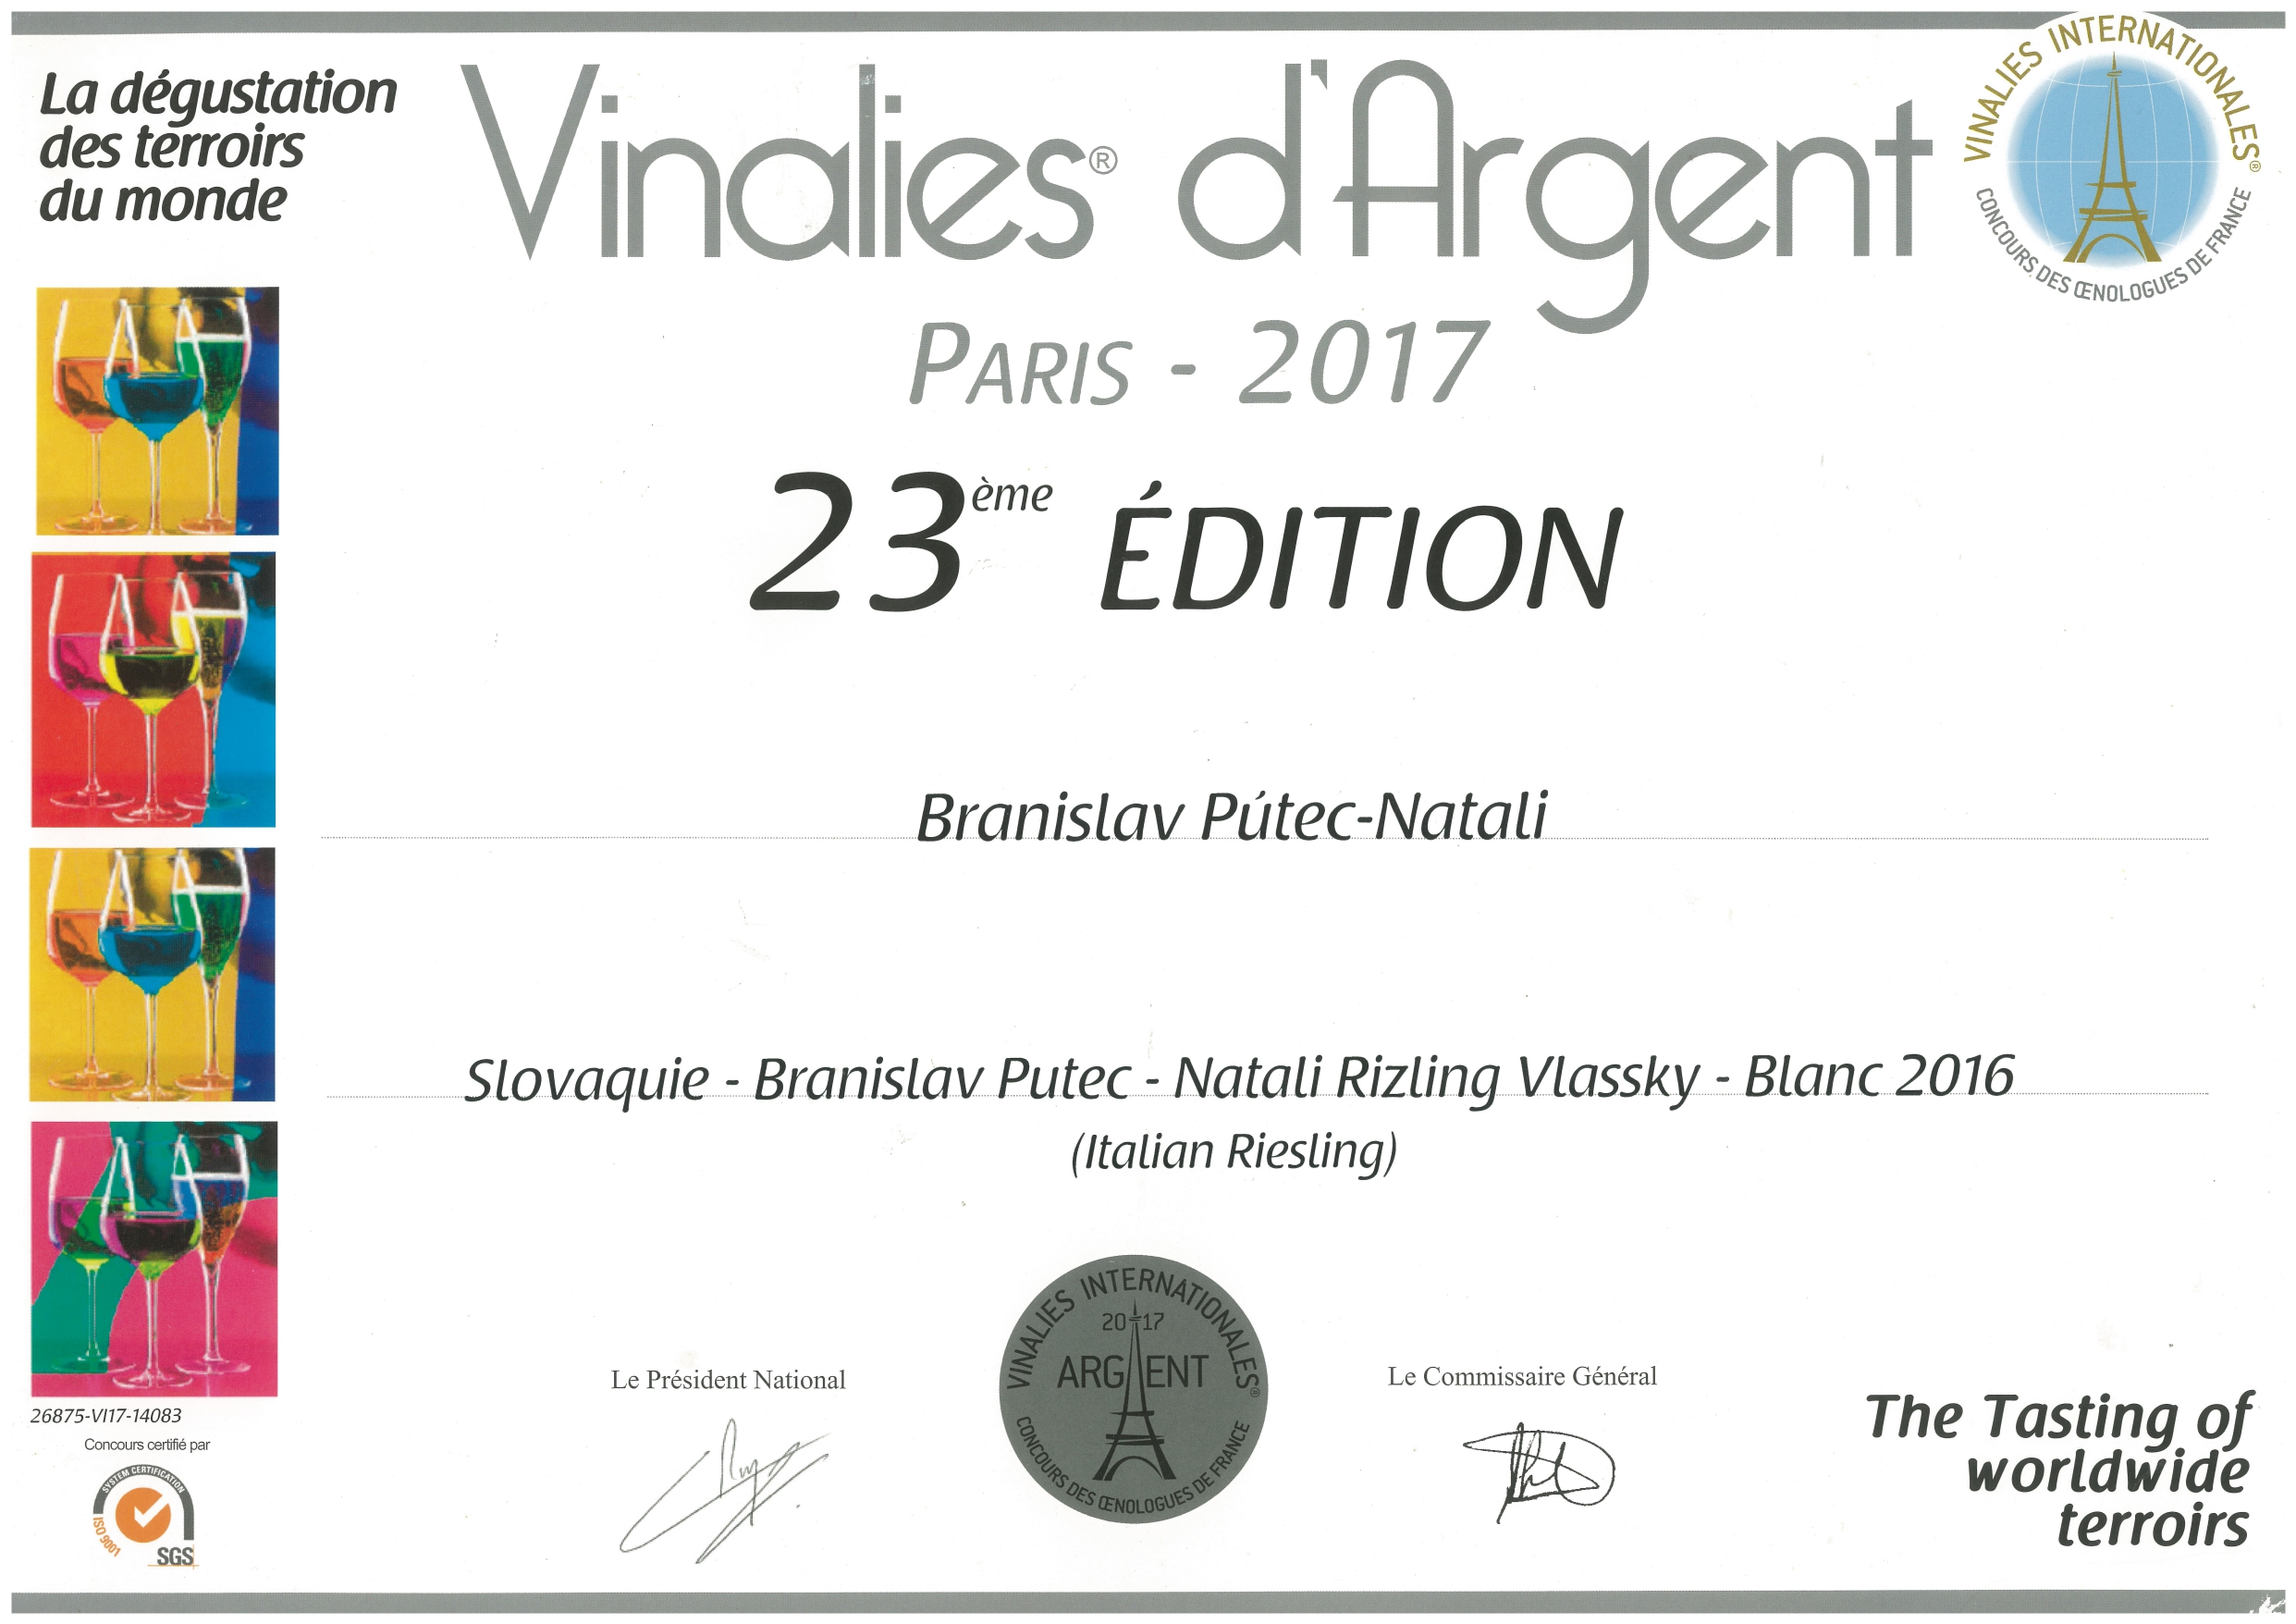 La dégustation
des terroirs
du monde
Vinalies® d'Argent
VINALIES INTERNATIONALES®
CONCOURS DES ŒNOLOGUES DE FRANCE
PARIS - 2017
23ème ÉDITION
Branislav Pútec-Natali
Slovaquie - Branislav Putec - Natali Rizling Vlassky - Blanc 2016
(Italian Riesling)
VINALIES INTERNATIONALES®
2017
ARGENT
CONCOURS DES ŒNOLOGUES DE FRANCE
Le Président National
Le Commissaire Général
26875-VI17-14083
Concours certifié par
SYSTEM CERTIFICATION
ISO 9001
SGS
The Tasting of
worldwide
terroirs